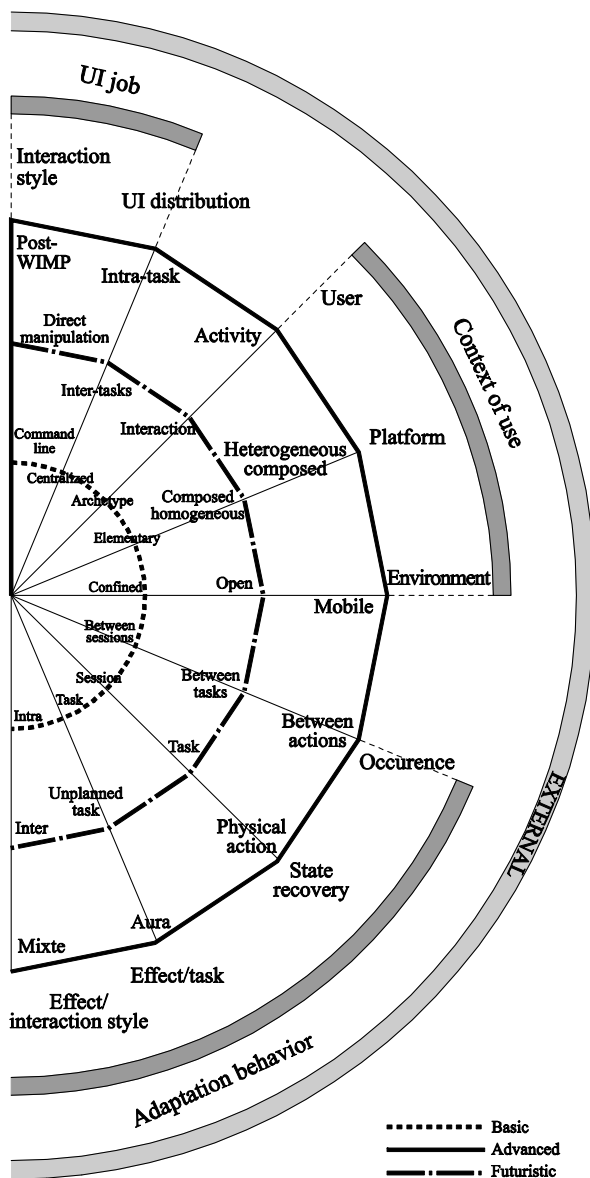 UI job
Interaction
style
UI distribution
Post-
WIMP
Intra-task
User
Direct
manipulation
Activity
Context of use
Inter-tasks
Interaction
Platform
Command
line
Heterogeneous
composed
Centralized
Archetype
Composed
homogeneous
Elementary
Confined
Open
Environment
Mobile
Between
sessions
Session
Between
tasks
Task
Intra
Between
actions
Task
Occurence
EXTERNAL
Unplanned
task
Inter
Physical
action
State
recovery
Aura
Mixte
Effect/task
Effect/
interaction style
Adaptation behavior
Basic
Advanced
Futuristic